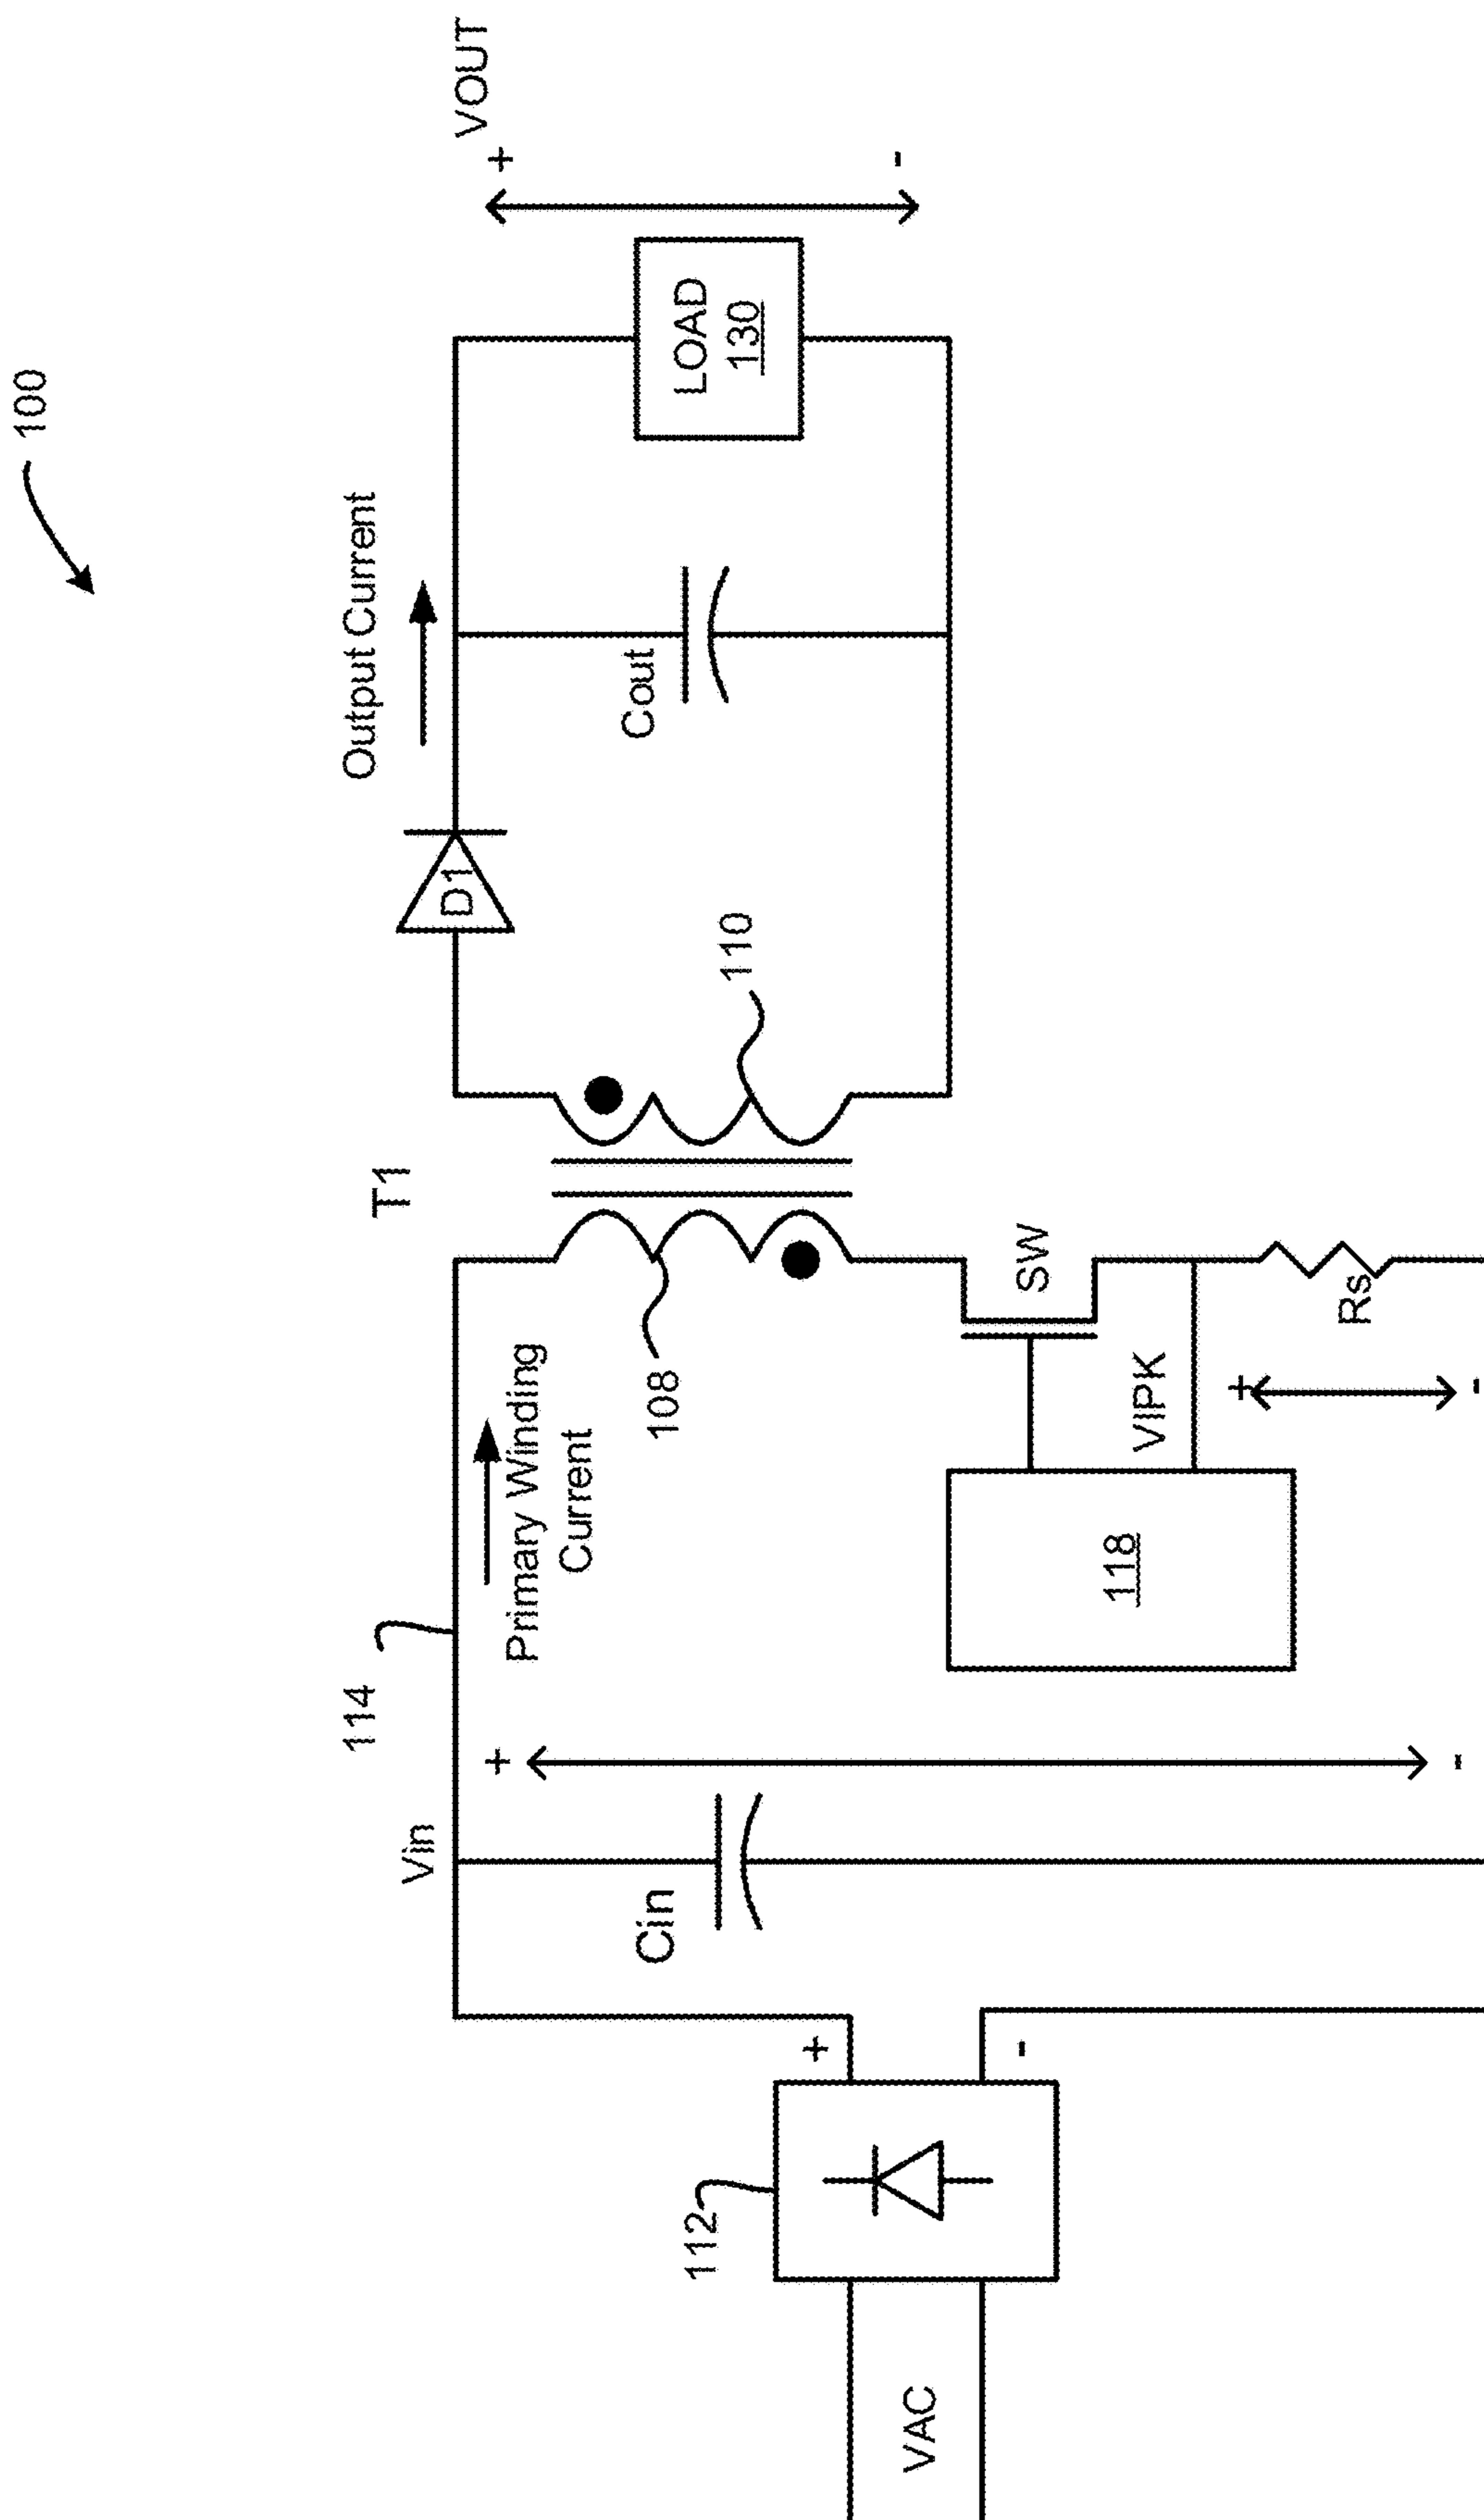 100
Output Current
VOUT
+
-
T1
D1
Cout
LOAD
130
110
114
Vin
+
-
Primary Winding
Current
108
SW
Cin
VIPK
118
+
-
Rs
112
+
-
VAC